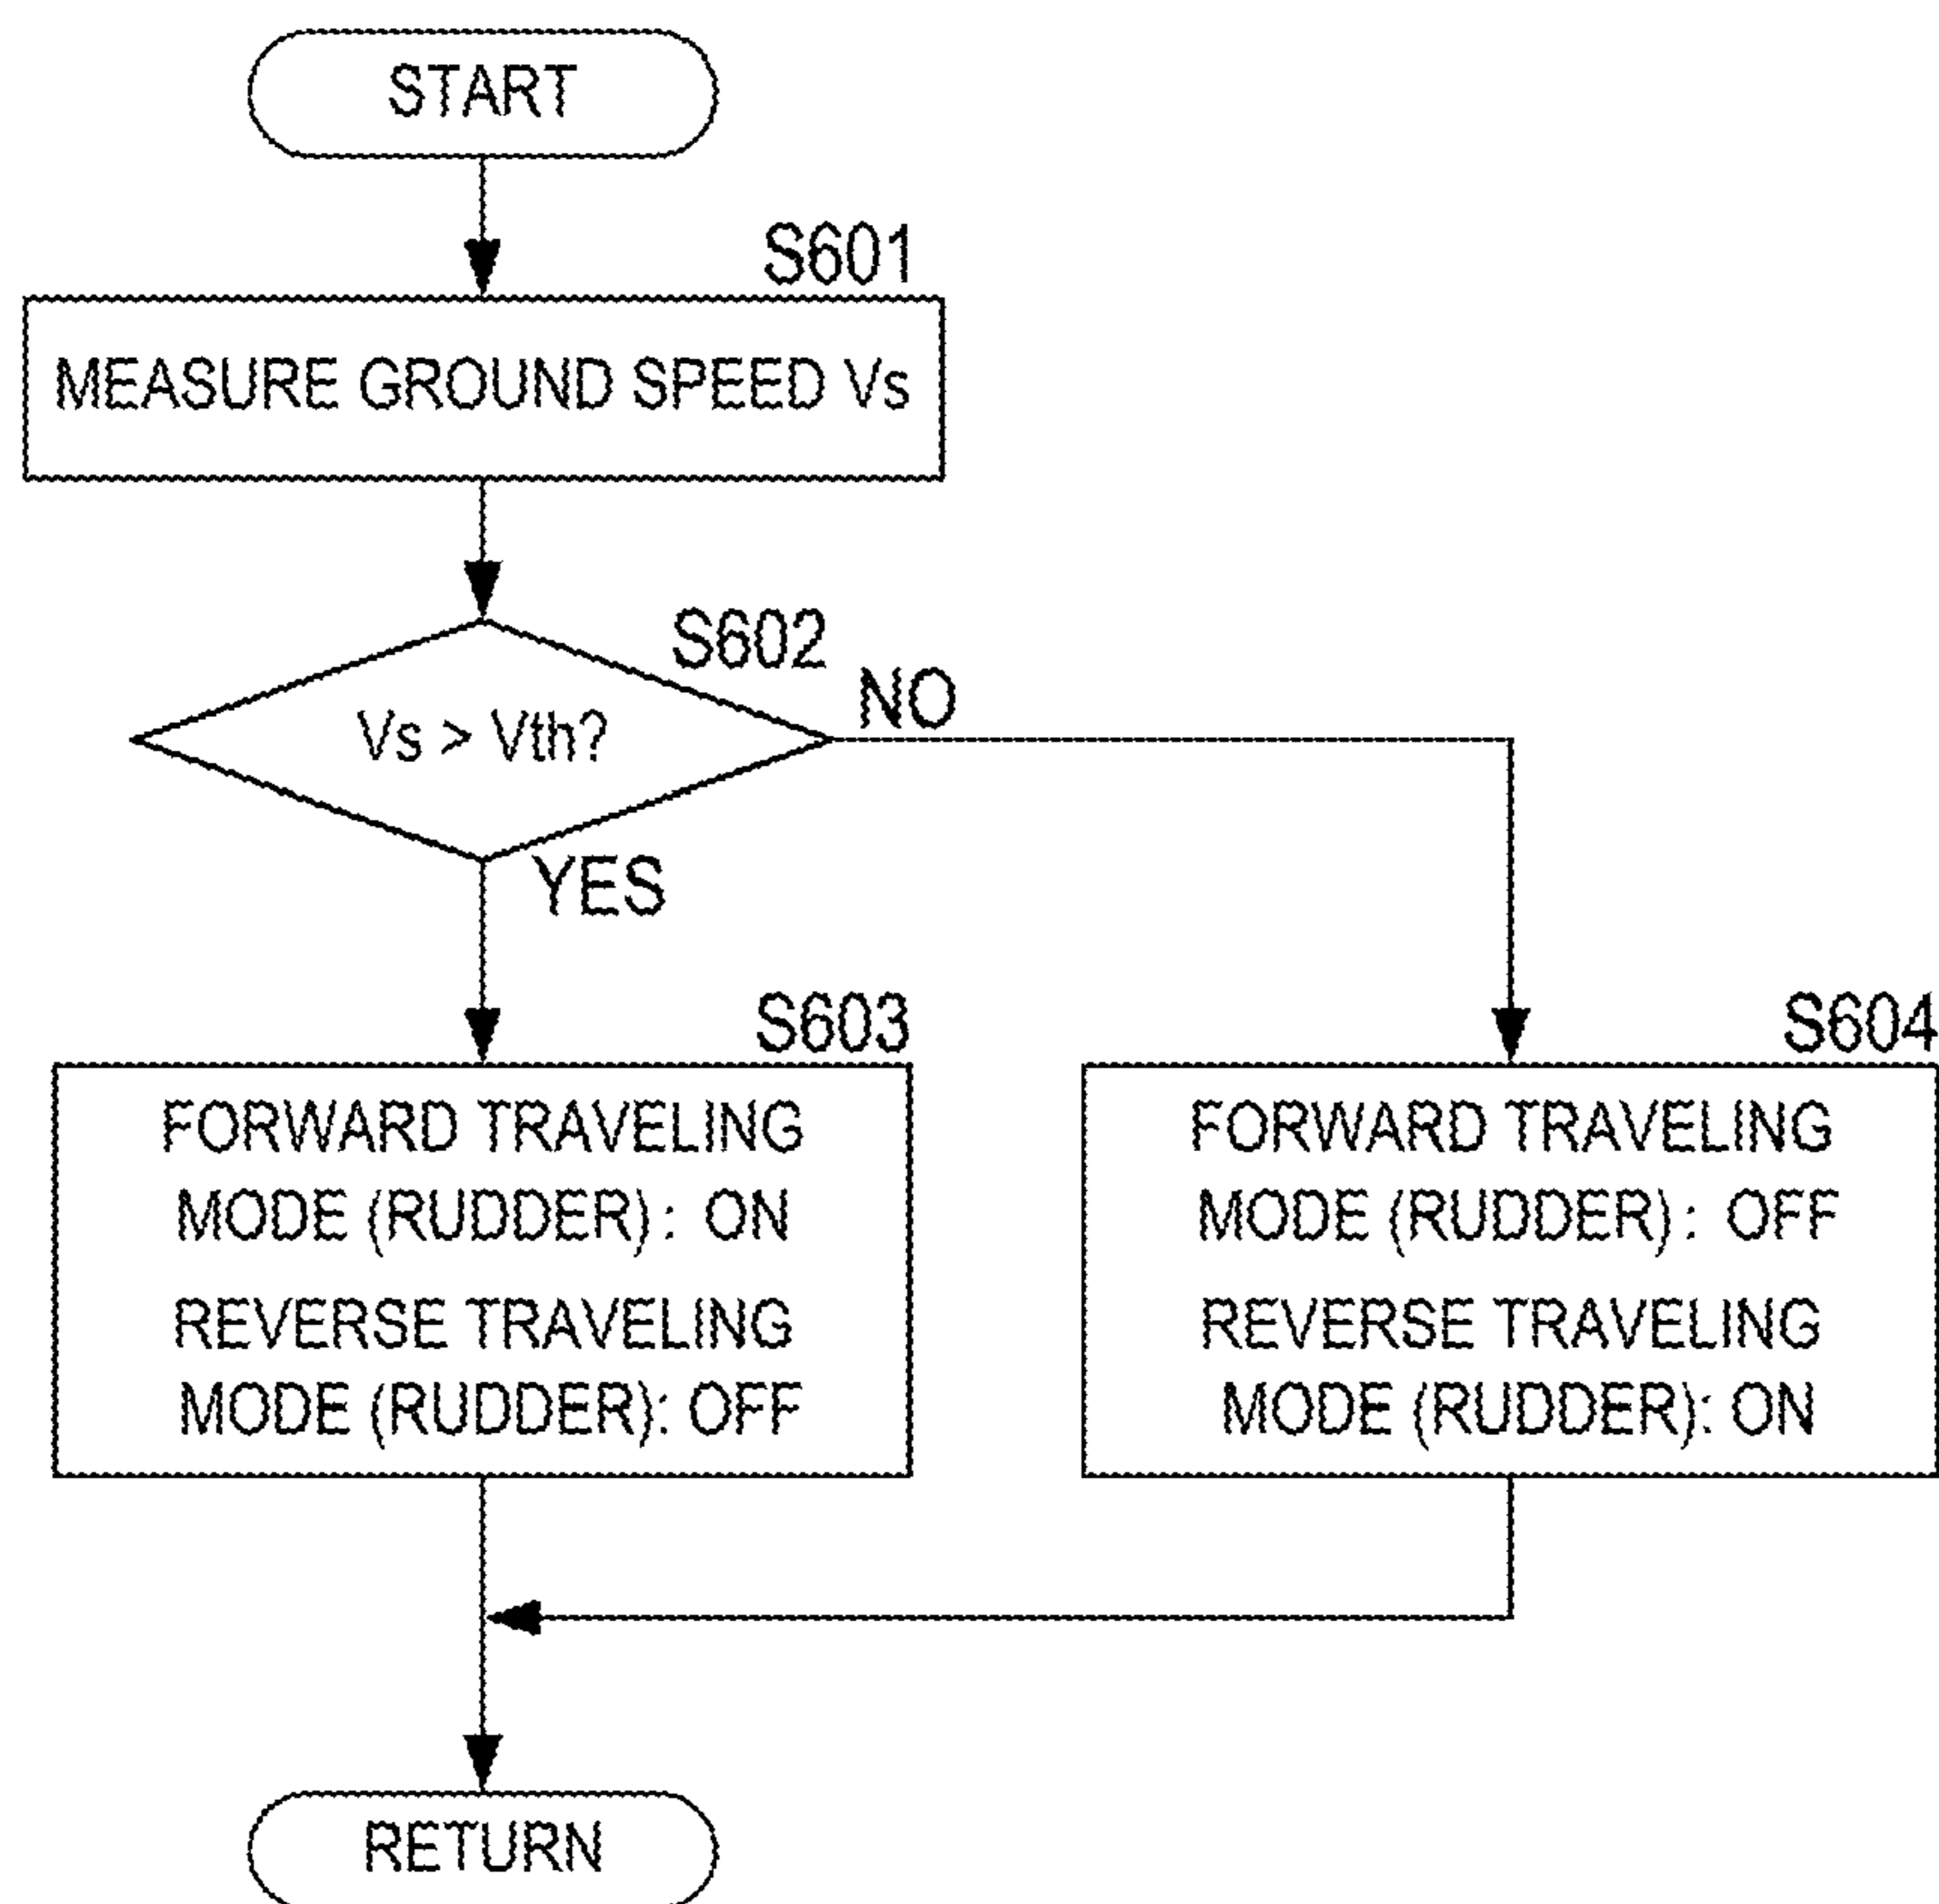 START
S601
MEASURE GROUND SPEED Vs
S602
Vs > Vth?
NO
YES
S603
FORWARD TRAVELING
MODE (RUDDER) : ON
REVERSE TRAVELING
MODE (RUDDER): OFF
S604
FORWARD TRAVELING
MODE (RUDDER) : OFF
REVERSE TRAVELING
MODE (RUDDER): ON
RETURN